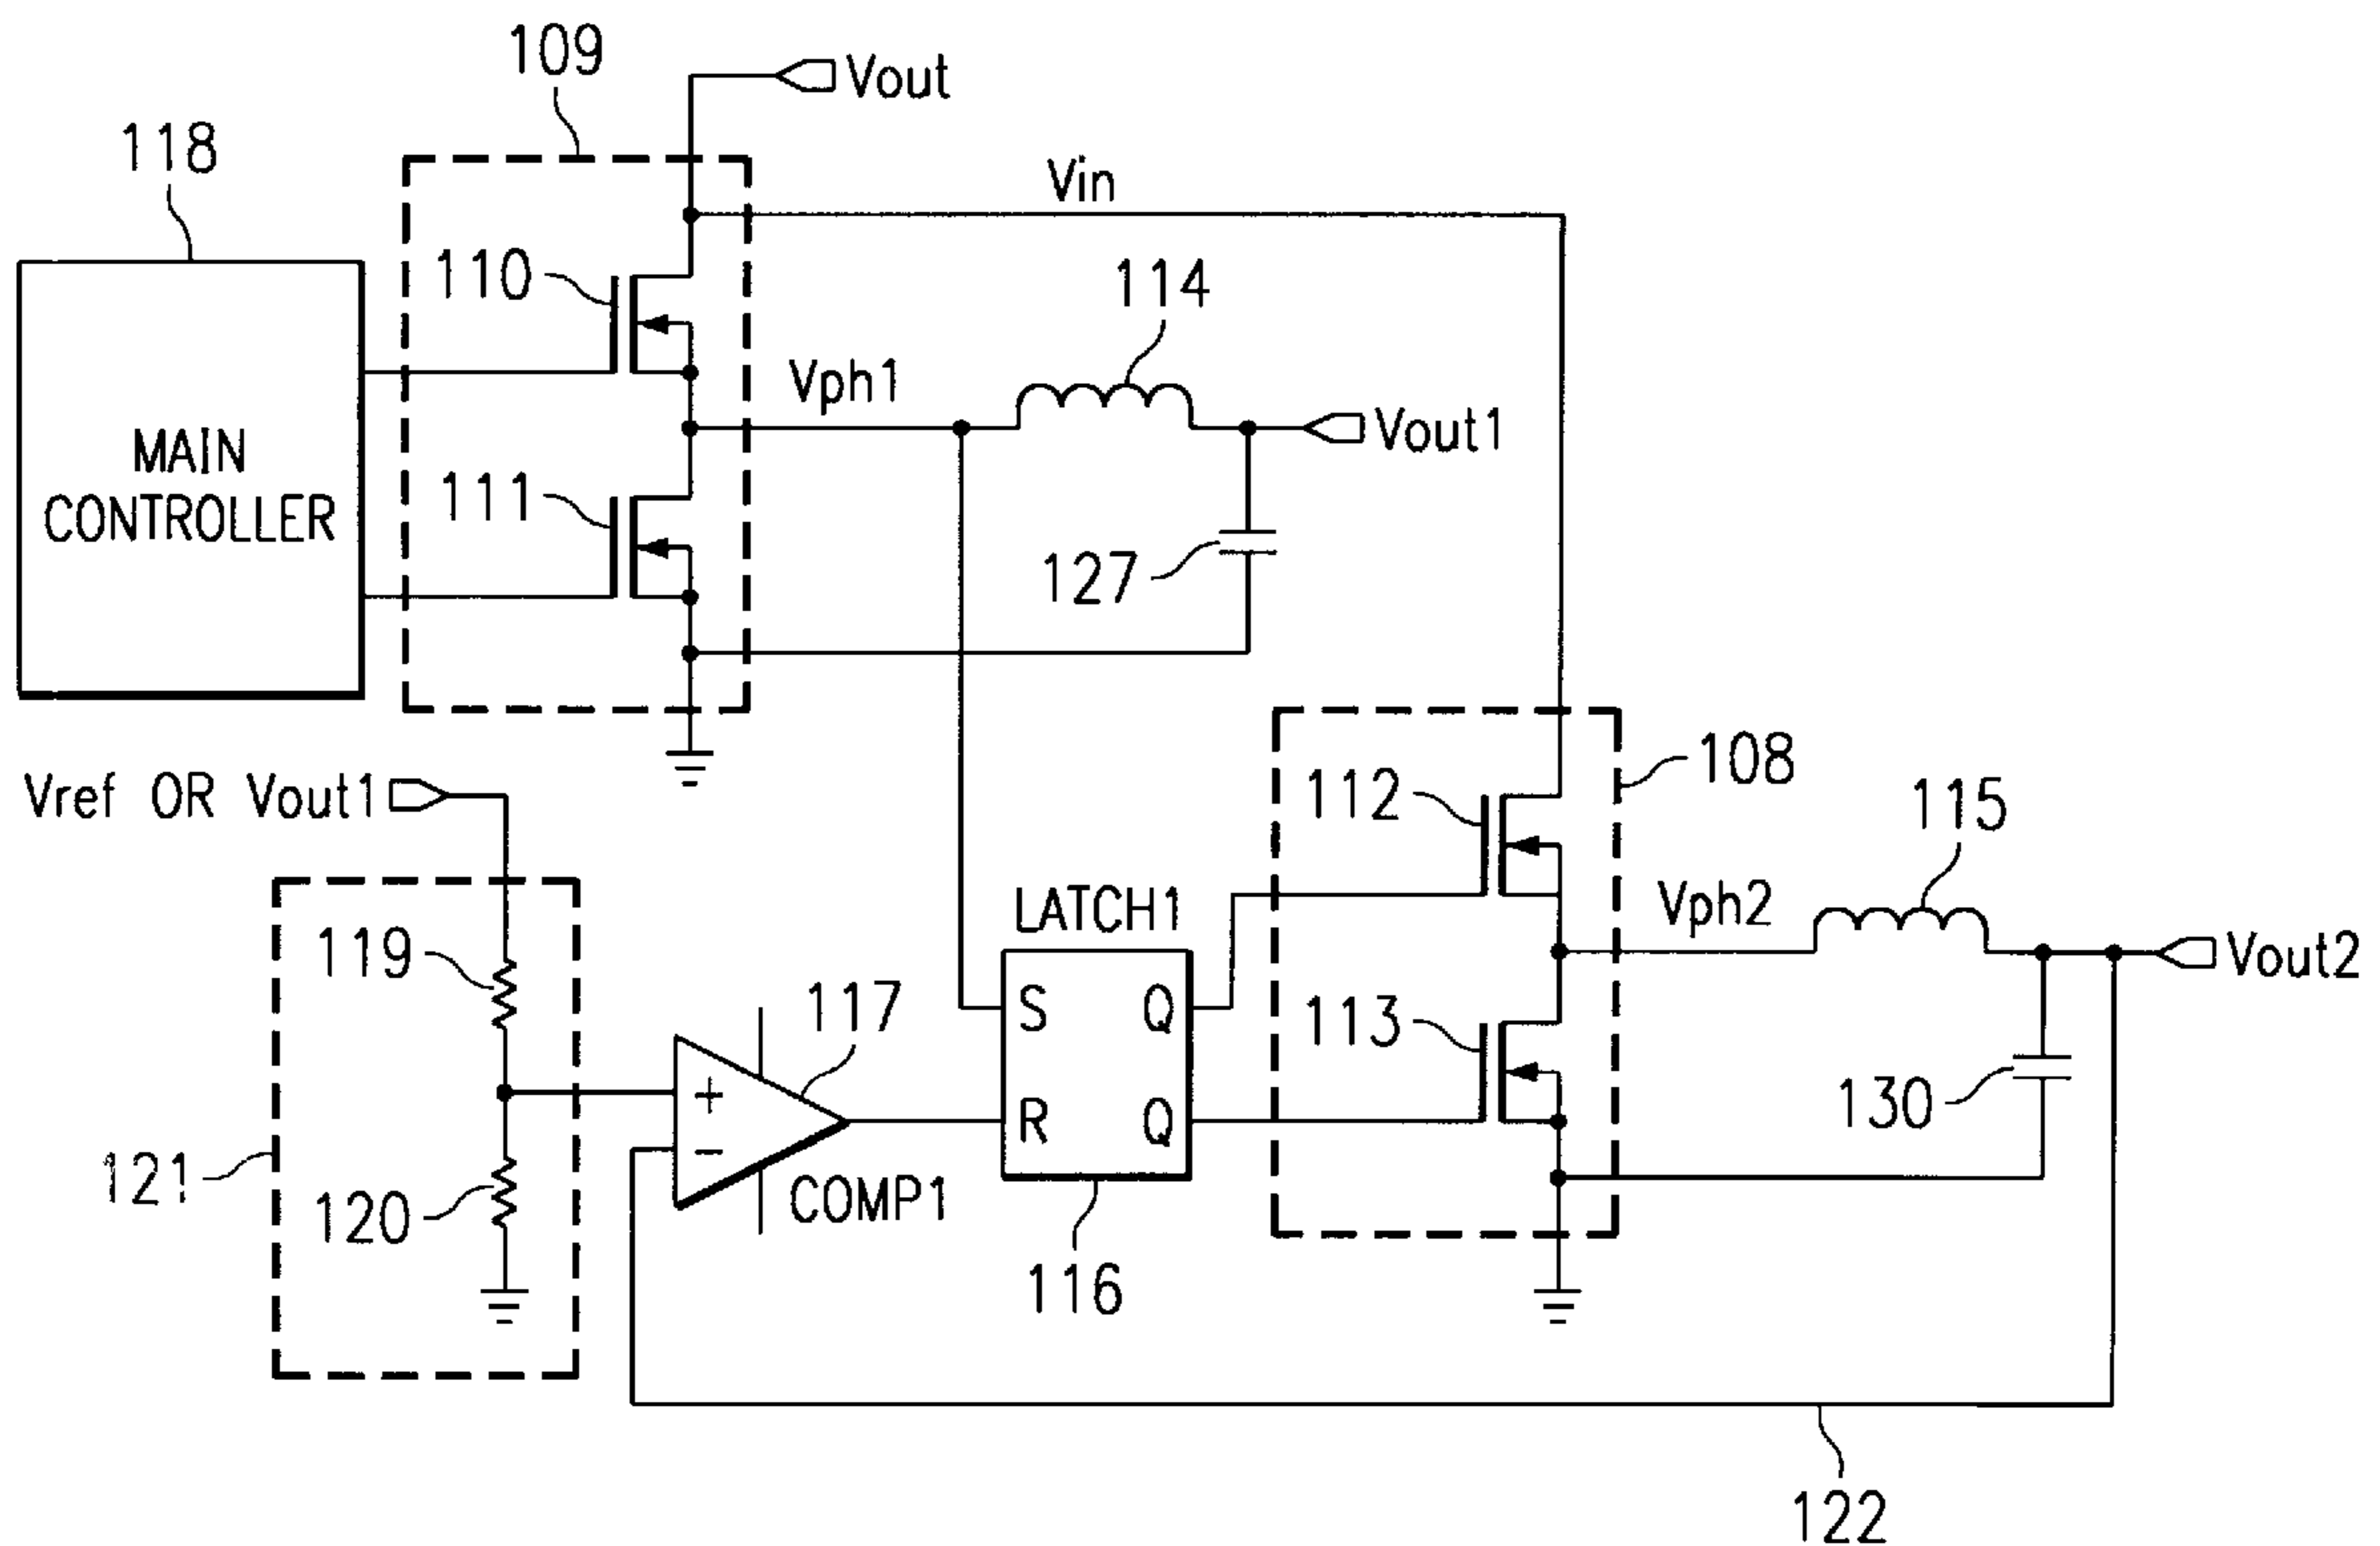 109
Vout
118
Vin
110
114
Vph1
Vout1
MAIN
CONTROLLER
111
127
Vref OR Vout1
108
112
115
119
LATCH1
Vph2
117
S
Q
113
Vout2
+
R
Q
130
−
121
120
COMP1
116
122